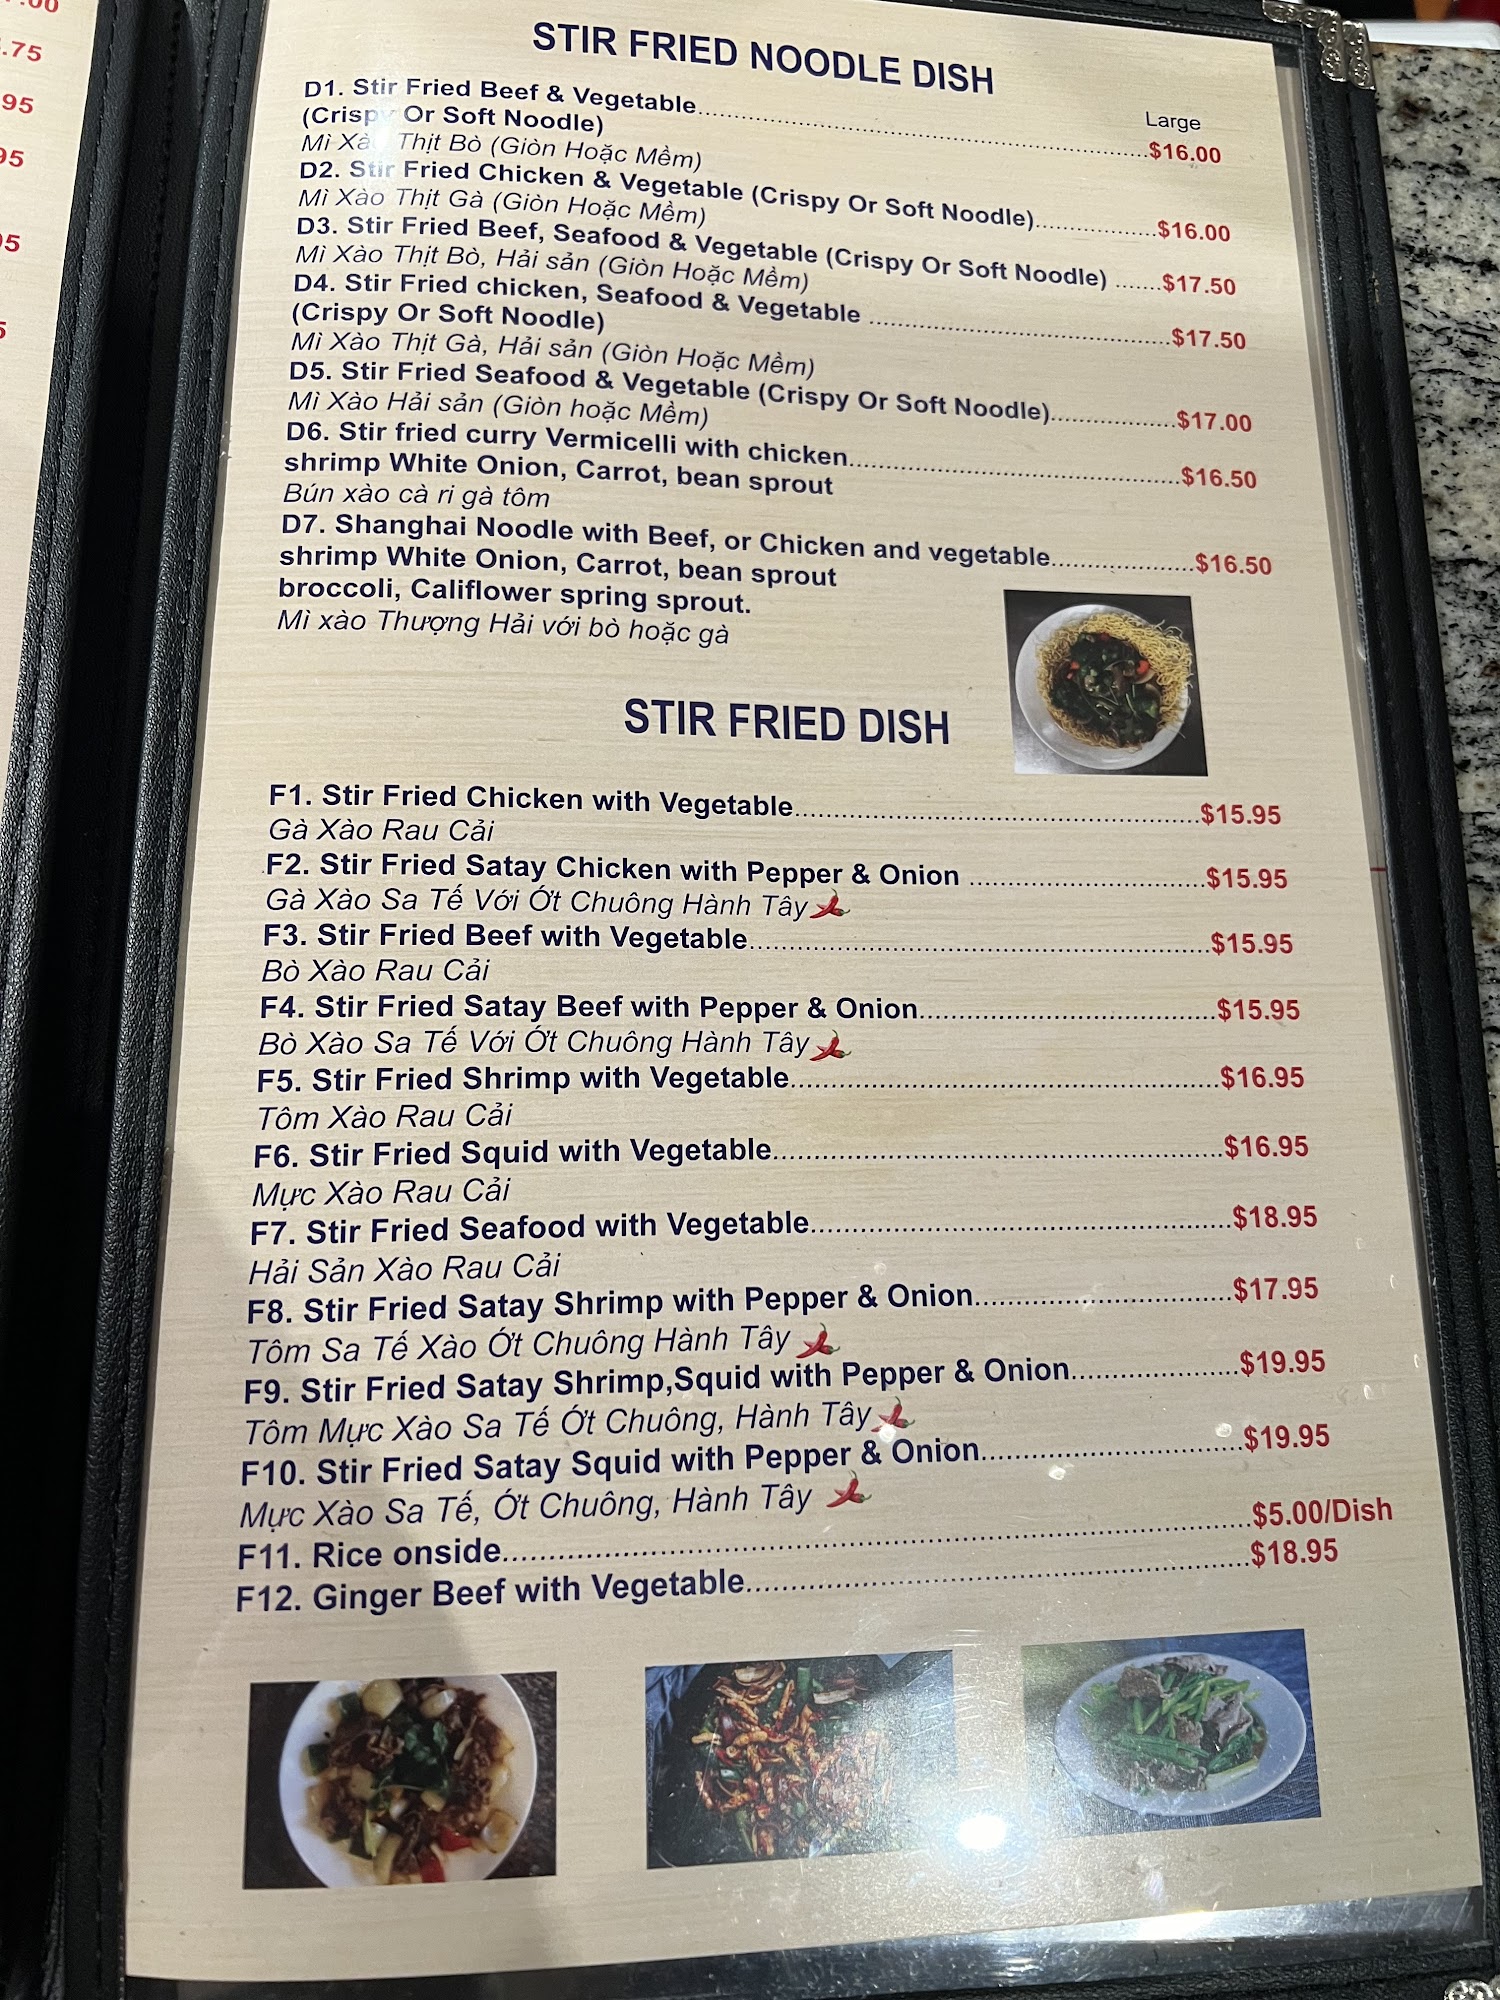 .00
.75
95
95
95
5
STIR FRIED NOODLE DISH
Large
D1. Stir Fried Beef & Vegetable..........$16.00
(Crispy Or Soft Noodle)
Mì Xào Thịt Bò (Giòn Hoặc Mềm)
D2. Stir Fried Chicken & Vegetable (Crispy Or Soft Noodle)..........$16.00
Mì Xào Thịt Gà (Giòn Hoặc Mềm)
D3. Stir Fried Beef, Seafood & Vegetable (Crispy Or Soft Noodle) .......$17.50
Mì Xào Thịt Bò, Hải sản (Giòn Hoặc Mềm)
D4. Stir Fried chicken, Seafood & Vegetable ..........$17.50
(Crispy Or Soft Noodle)
Mì Xào Thịt Gà, Hải sản (Giòn Hoặc Mềm)
D5. Stir Fried Seafood & Vegetable (Crispy Or Soft Noodle)..........$17.00
Mì Xào Hải sản (Giòn hoặc Mềm)
D6. Stir fried curry Vermicelli with chicken..........$16.50
shrimp White Onion, Carrot, bean sprout
Bún xào cà ri gà tôm
D7. Shanghai Noodle with Beef, or Chicken and vegetable..........$16.50
shrimp White Onion, Carrot, bean sprout
broccoli, Califlower spring sprout.
Mì xào Thượng Hải với bò hoặc gà
STIR FRIED DISH
F1. Stir Fried Chicken with Vegetable..........$15.95
Gà Xào Rau Cải
F2. Stir Fried Satay Chicken with Pepper & Onion ..........$15.95
Gà Xào Sa Tế Với Ớt Chuông Hành Tây
F3. Stir Fried Beef with Vegetable..........$15.95
Bò Xào Rau Cải
F4. Stir Fried Satay Beef with Pepper & Onion..........$15.95
Bò Xào Sa Tế Với Ớt Chuông Hành Tây
F5. Stir Fried Shrimp with Vegetable..........$16.95
Tôm Xào Rau Cải
F6. Stir Fried Squid with Vegetable..........$16.95
Mực Xào Rau Cải
F7. Stir Fried Seafood with Vegetable..........$18.95
Hải Sản Xào Rau Cải
F8. Stir Fried Satay Shrimp with Pepper & Onion..........$17.95
Tôm Sa Tế Xào Ớt Chuông Hành Tây
F9. Stir Fried Satay Shrimp,Squid with Pepper & Onion..........$19.95
Tôm Mực Xào Sa Tế Ớt Chuông, Hành Tây
F10. Stir Fried Satay Squid with Pepper & Onion..........$19.95
Mực Xào Sa Tế, Ớt Chuông, Hành Tây
F11. Rice onside..........$5.00/Dish
F12. Ginger Beef with Vegetable..........$18.95